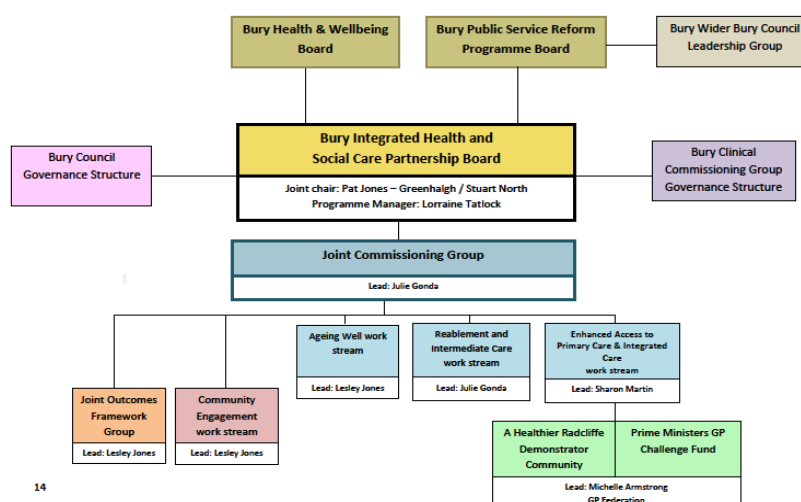 Bury Health & Wellbeing
Board
Bury Public Service Reform
Programme Board
Bury Wider Bury Council
Leadership Group
Bury Council
Governance Structure
Bury Integrated Health and
Social Care Partnership Board
Joint chair: Pat Jones – Greenhalgh / Stuart North
Programme Manager: Lorraine Tatlock
Bury Clinical
Commissioning Group
Governance Structure
Joint Commissioning Group
Lead: Julie Gonda
Ageing Well work
stream
Lead: Lesley Jones
Reablement and
Intermediate Care
work stream
Lead: Julie Gonda
Enhanced Access to
Primary Care & Integrated
Care
work stream
Lead: Sharon Martin
Joint Outcomes
Framework
Group
Lead: Lesley Jones
Community
Engagement
work stream
Lead: Lesley Jones
A Healthier Radcliffe
Demonstrator
Community
Prime Ministers GP
Challenge Fund
Lead: Michelle Armstrong
GP Federation
14